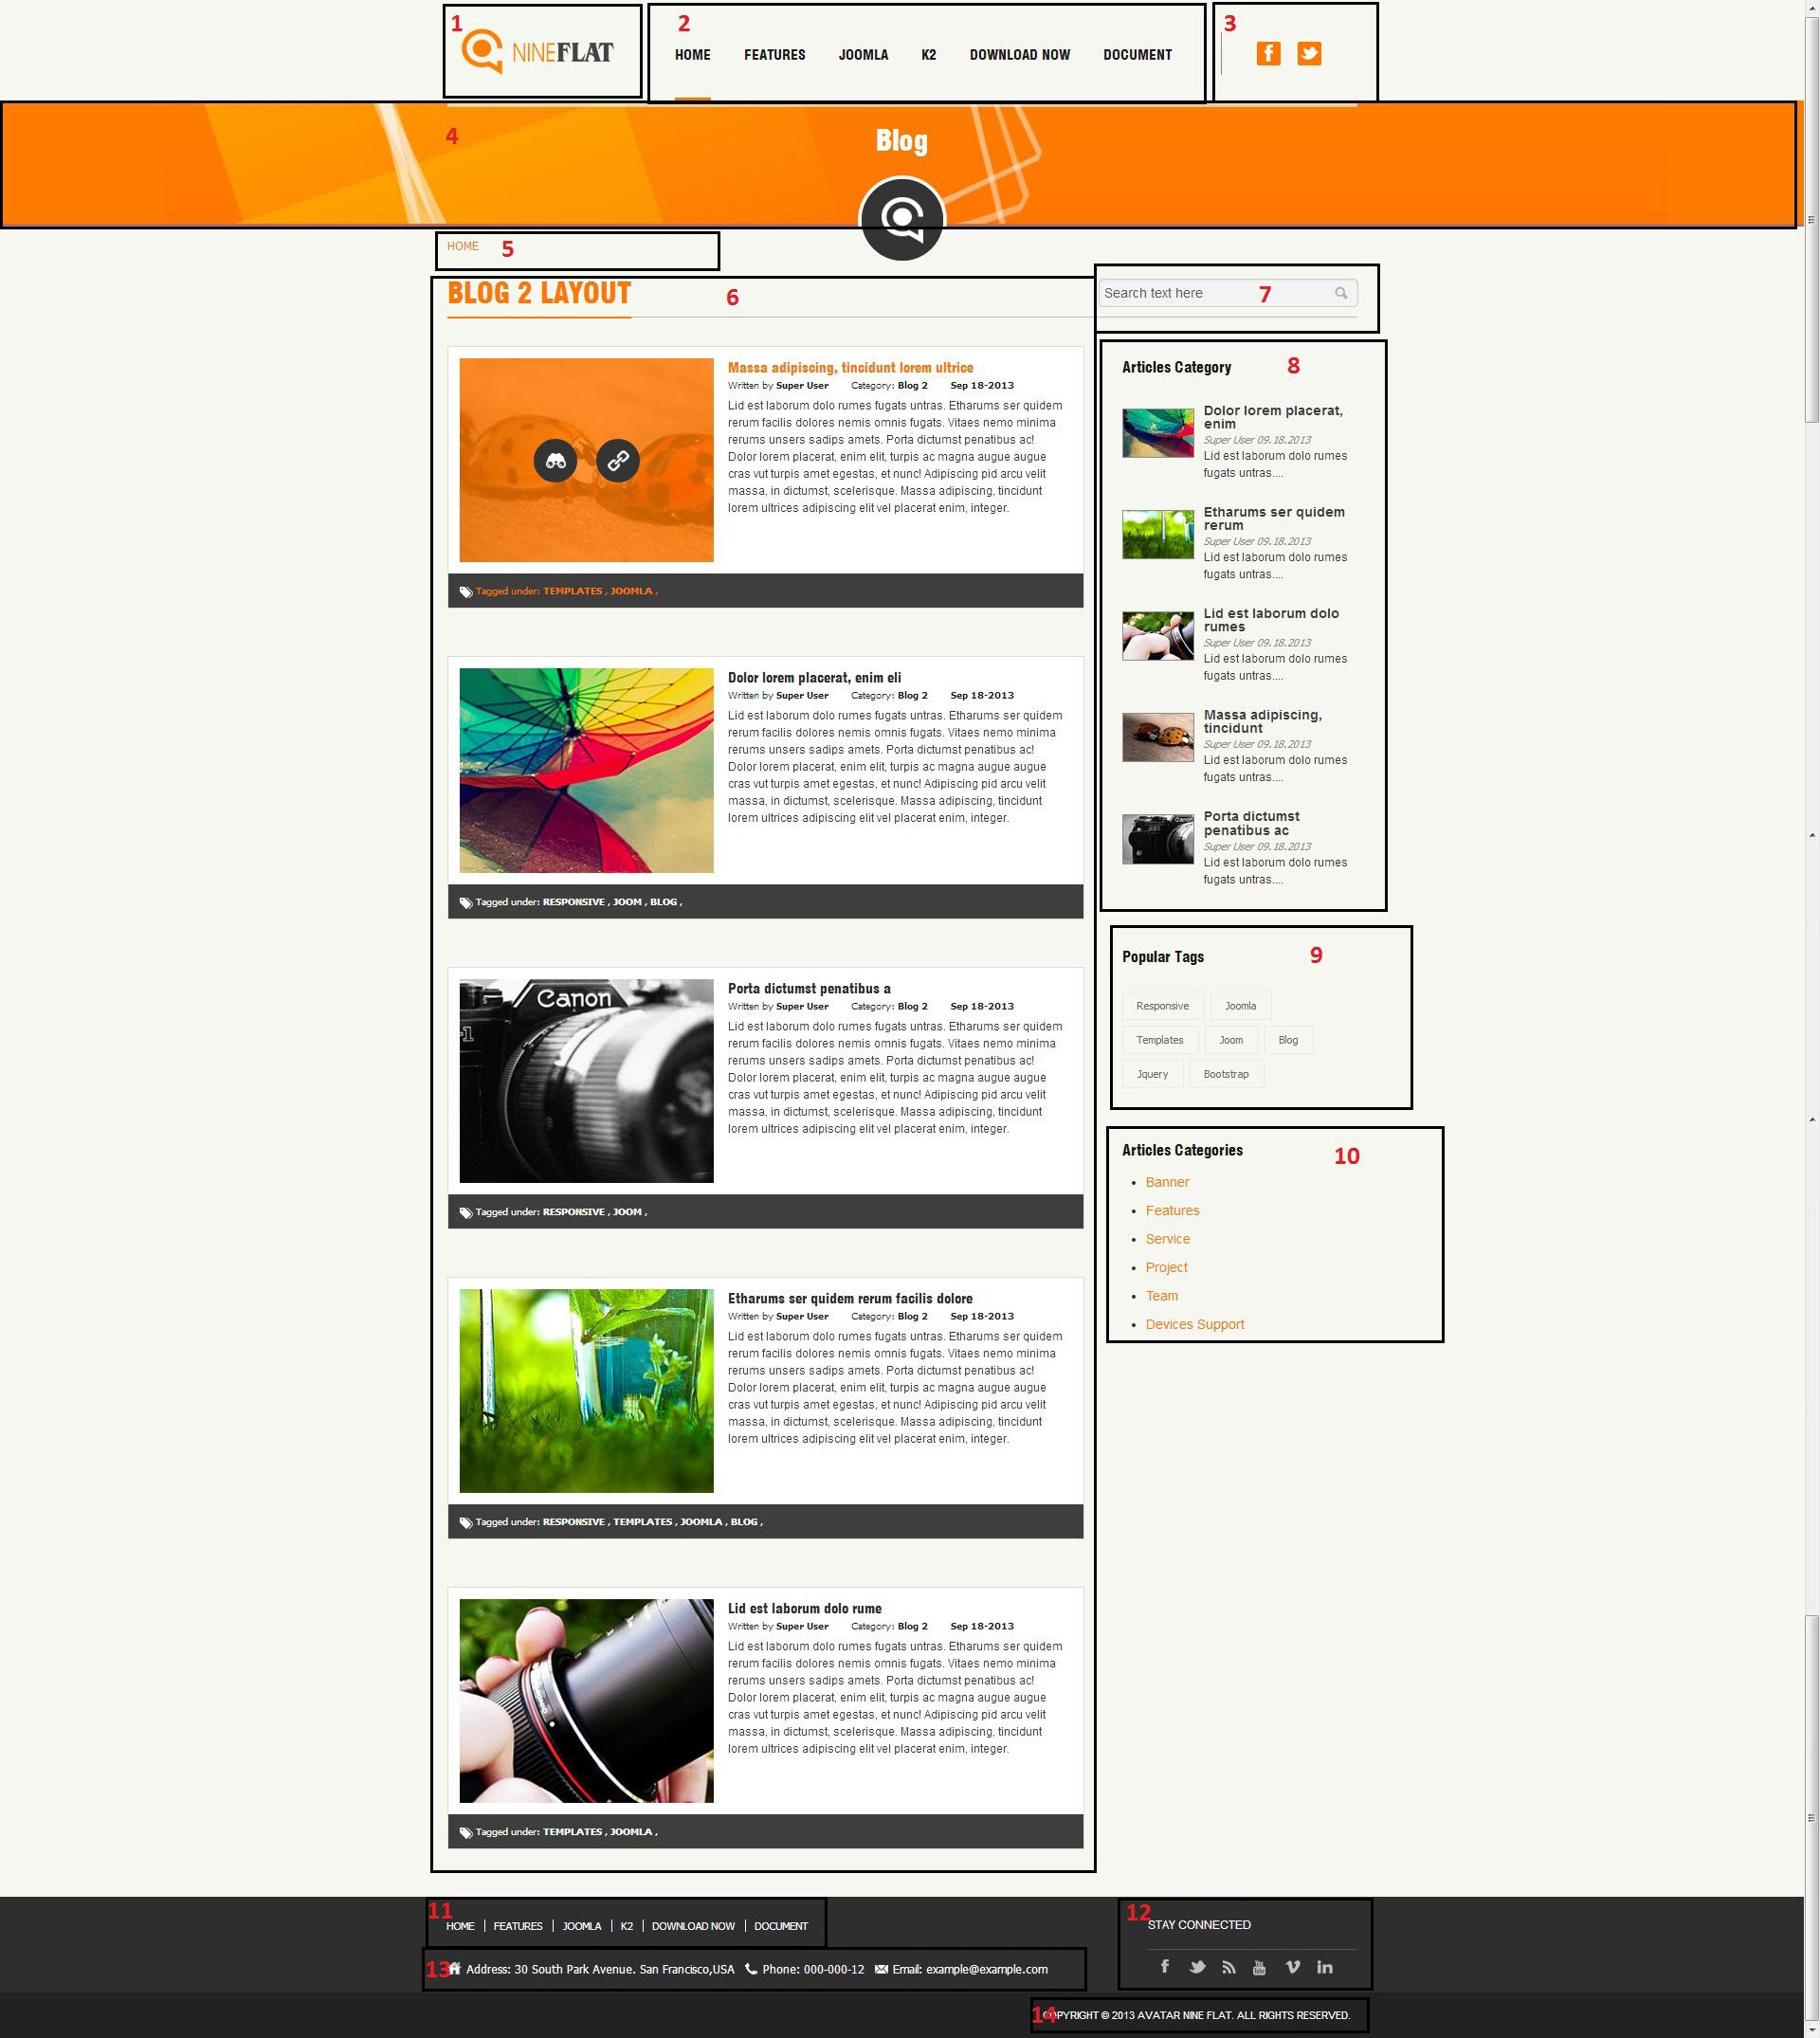 1
NINEFLAT
2
HOME FEATURES JOOMLA K2 DOWNLOAD NOW DOCUMENT
3
4
Blog
HOME
5
BLOG 2 LAYOUT
6
Search text here
7
Massa adipiscing, tincidunt lorem ultrice
Written by Super User Category: Blog 2 Sep 18-2013
Lid est laborum dolo rumes fugats untras. Etharums ser quidem
rerum facilis dolores nemis omnis fugats. Vitaes nemo minima
rerums unsers sadips amets. Porta dictumst penatibus ac!
Dolor lorem placerat, enim elit, turpis ac magna augue augue
cras vut turpis amet egestas, et nunc! Adipiscing pid arcu velit
massa, in dictumst, scelerisque. Massa adipiscing, tincidunt
lorem ultrices adipiscing elit vel placerat enim, integer.
Tagged under: TEMPLATES , JOOMLA ,
Dolor lorem placerat, enim eli
Written by Super User Category: Blog 2 Sep 18-2013
Lid est laborum dolo rumes fugats untras. Etharums ser quidem
rerum facilis dolores nemis omnis fugats. Vitaes nemo minima
rerums unsers sadips amets. Porta dictumst penatibus ac!
Dolor lorem placerat, enim elit, turpis ac magna augue augue
cras vut turpis amet egestas, et nunc! Adipiscing pid arcu velit
massa, in dictumst, scelerisque. Massa adipiscing, tincidunt
lorem ultrices adipiscing elit vel placerat enim, integer.
Tagged under: RESPONSIVE , JOOM , BLOG ,
Canon
-1
Porta dictumst penatibus a
Written by Super User Category: Blog 2 Sep 18-2013
Lid est laborum dolo rumes fugats untras. Etharums ser quidem
rerum facilis dolores nemis omnis fugats. Vitaes nemo minima
rerums unsers sadips amets. Porta dictumst penatibus ac!
Dolor lorem placerat, enim elit, turpis ac magna augue augue
cras vut turpis amet egestas, et nunc! Adipiscing pid arcu velit
massa, in dictumst, scelerisque. Massa adipiscing, tincidunt
lorem ultrices adipiscing elit vel placerat enim, integer.
Tagged under: RESPONSIVE , JOOM ,
Etharums ser quidem rerum facilis dolore
Written by Super User Category: Blog 2 Sep 18-2013
Lid est laborum dolo rumes fugats untras. Etharums ser quidem
rerum facilis dolores nemis omnis fugats. Vitaes nemo minima
rerums unsers sadips amets. Porta dictumst penatibus ac!
Dolor lorem placerat, enim elit, turpis ac magna augue augue
cras vut turpis amet egestas, et nunc! Adipiscing pid arcu velit
massa, in dictumst, scelerisque. Massa adipiscing, tincidunt
lorem ultrices adipiscing elit vel placerat enim, integer.
Tagged under: RESPONSIVE , TEMPLATES , JOOMLA , BLOG ,
Lid est laborum dolo rume
Written by Super User Category: Blog 2 Sep 18-2013
Lid est laborum dolo rumes fugats untras. Etharums ser quidem
rerum facilis dolores nemis omnis fugats. Vitaes nemo minima
rerums unsers sadips amets. Porta dictumst penatibus ac!
Dolor lorem placerat, enim elit, turpis ac magna augue augue
cras vut turpis amet egestas, et nunc! Adipiscing pid arcu velit
massa, in dictumst, scelerisque. Massa adipiscing, tincidunt
lorem ultrices adipiscing elit vel placerat enim, integer.
Tagged under: TEMPLATES , JOOMLA ,
Articles Category
8
Dolor lorem placerat,
enim
Super User 09.18.2013
Lid est laborum dolo rumes
fugats untras....
Etharums ser quidem
rerum
Super User 09.18.2013
Lid est laborum dolo rumes
fugats untras....
Lid est laborum dolo
rumes
Super User 09.18.2013
Lid est laborum dolo rumes
fugats untras....
Massa adipiscing,
tincidunt
Super User 09.18.2013
Lid est laborum dolo rumes
fugats untras....
Canon
Porta dictumst
penatibus ac
Super User 09.18.2013
Lid est laborum dolo rumes
fugats untras....
Popular Tags
9
Responsive Joomla
Templates Joom Blog
Jquery Bootstrap
Articles Categories
10
• Banner
• Features
• Service
• Project
• Team
• Devices Support
11
HOME | FEATURES | JOOMLA | K2 | DOWNLOAD NOW | DOCUMENT
12
STAY CONNECTED
13
Address: 30 South Park Avenue. San Francisco,USA Phone: 000-000-12 Email: example@example.com
You Tube
14
COPYRIGHT © 2013 AVATAR NINE FLAT. ALL RIGHTS RESERVED.